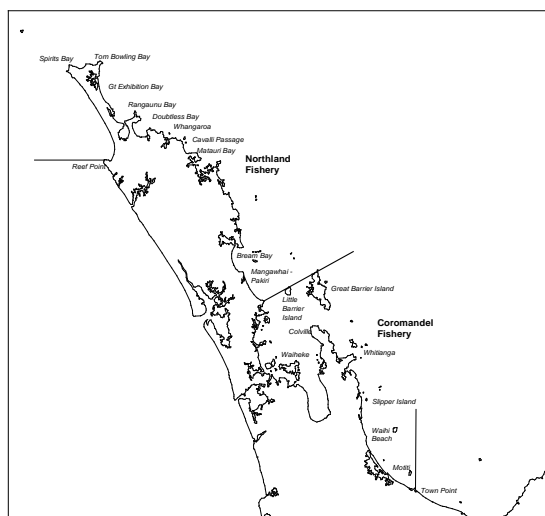 Spirits Bay
Tom Bowling Bay
Gt Exhibition Bay
Rangaunu Bay
Doubtless Bay
Whangaroa
Cavalli Passage
Matauri Bay
Northland
Fishery
Reef Point
Bream Bay
Mangawhai -
Pakiri
Great Barrier Island
Little
Barrier
Island
Coromandel
Fishery
Colville
Whitianga
Waiheke
Slipper Island
Waihi
Beach
Motiti
Town Point